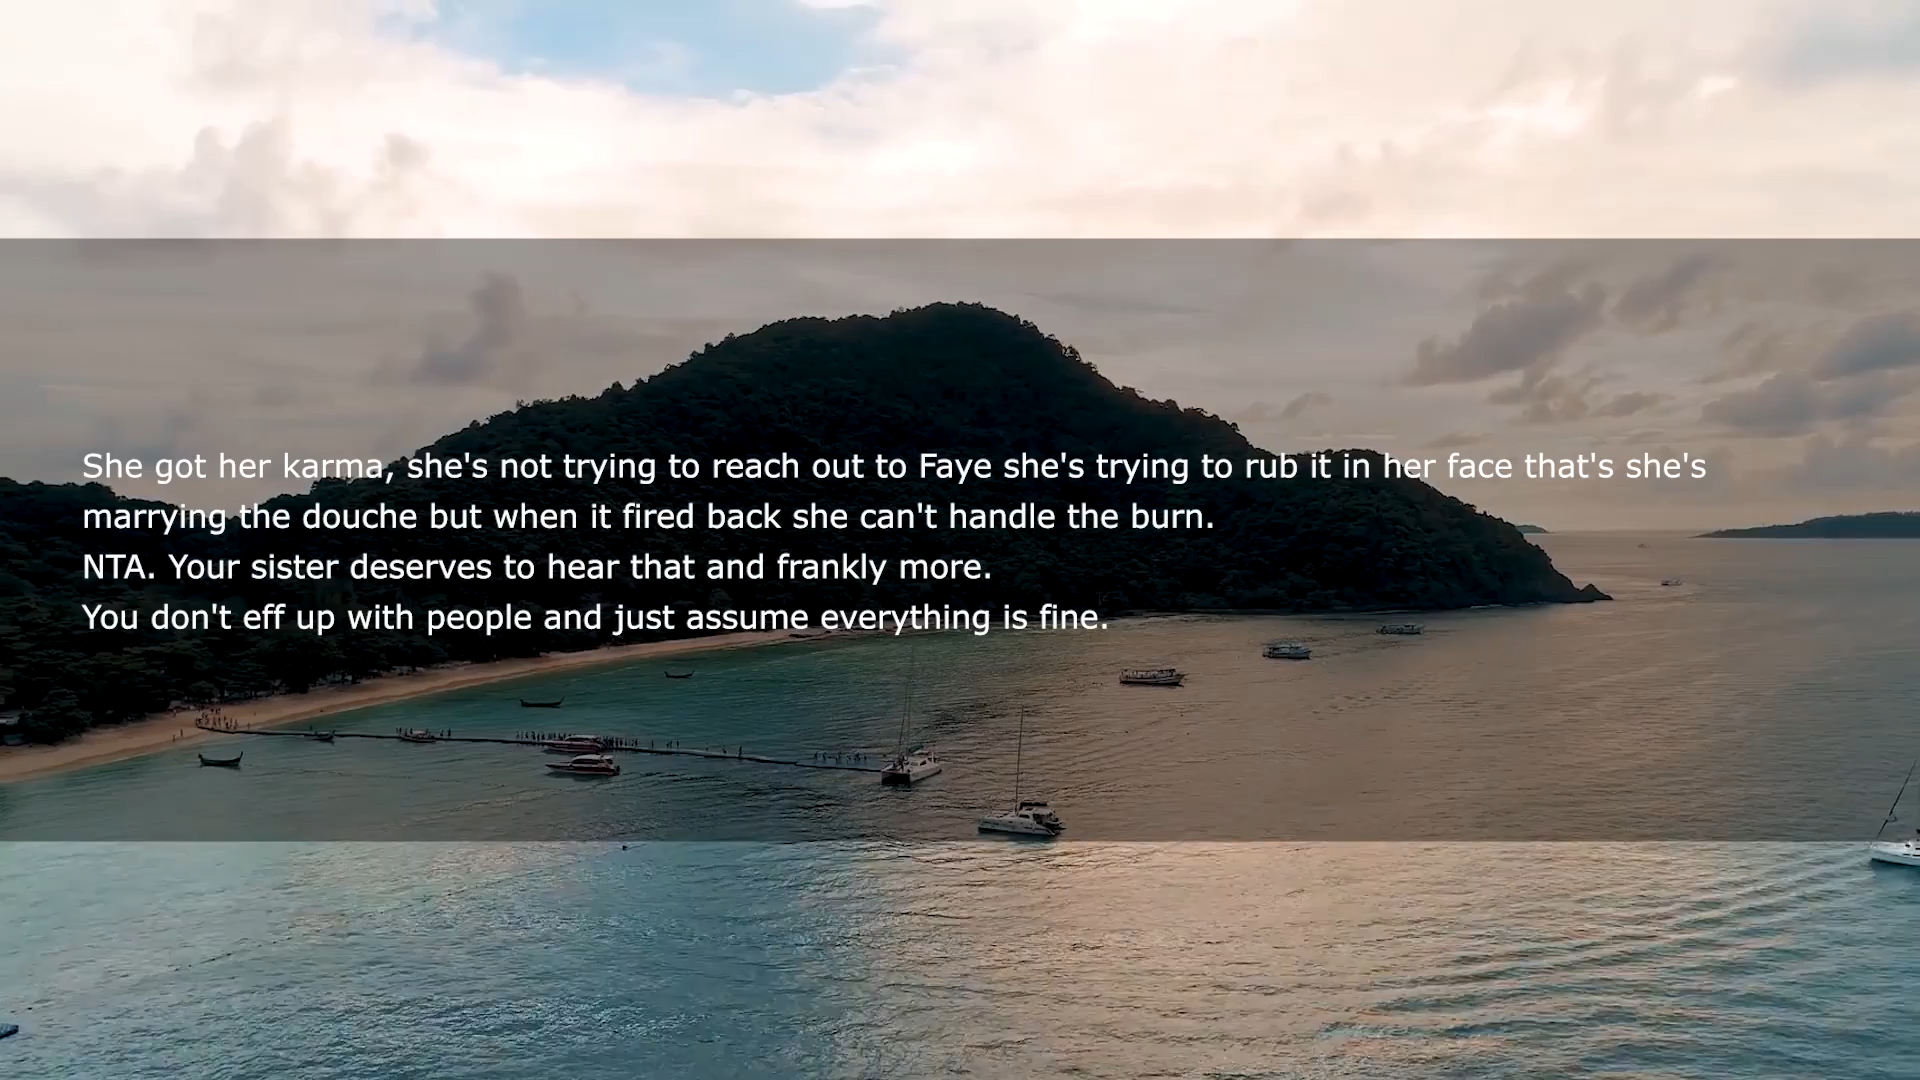 She got her karma, she's not trying to reach out to Faye she's trying to rub it in her face that's she's
marrying the douche but when it fired back she can't handle the burn.
NTA. Your sister deserves to hear that and frankly more.
You don't eff up with people and just assume everything is fine.